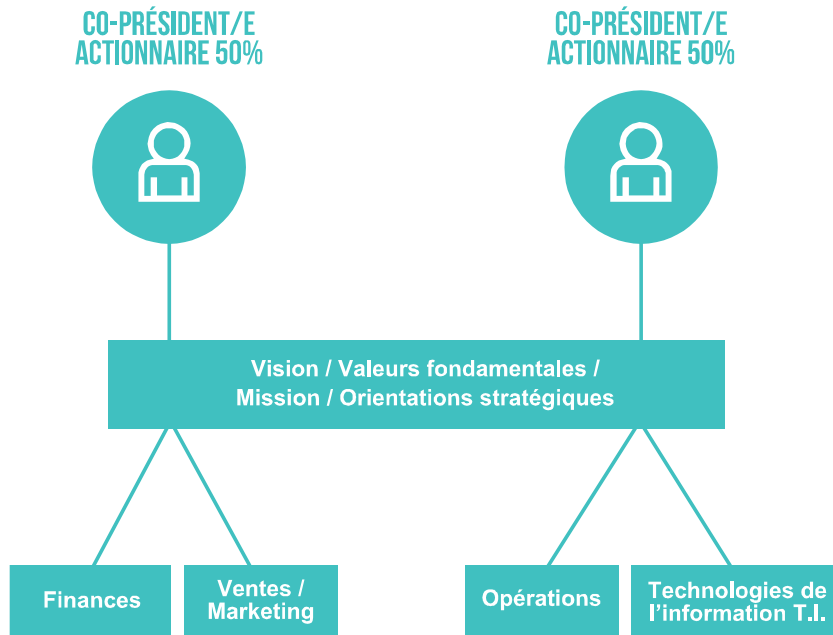 CO-PRÉSIDENT/E
ACTIONNAIRE 50%
CO-PRÉSIDENT/E
ACTIONNAIRE 50%
Vision / Valeurs fondamentales /
Mission / Orientations stratégiques
Finances
Ventes /
Marketing
Opérations
Technologies de
l'information T.I.